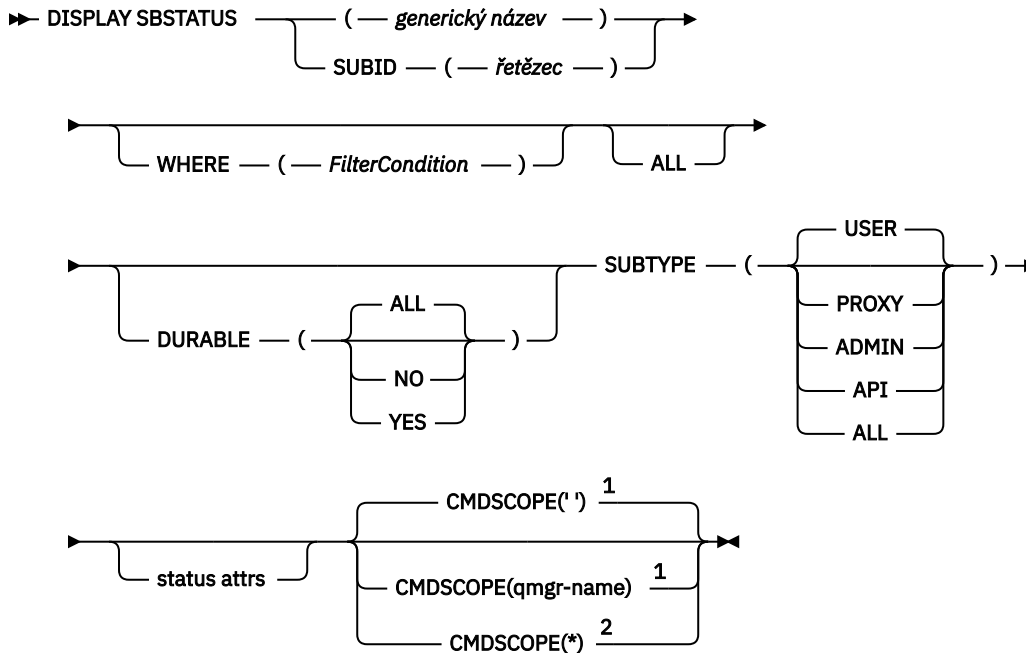 DISPLAY SBSTATUS ( generický název )
SUBID ( řetězec )
WHERE ( FilterCondition )
ALL
DURABLE ( ALL
NO
YES )
SUBTYPE ( USER
PROXY
ADMIN
API
ALL )
status attrs
CMDSCOPE(' ') 1
CMDSCOPE(qmgr-name) 1
CMDSCOPE(*) 2